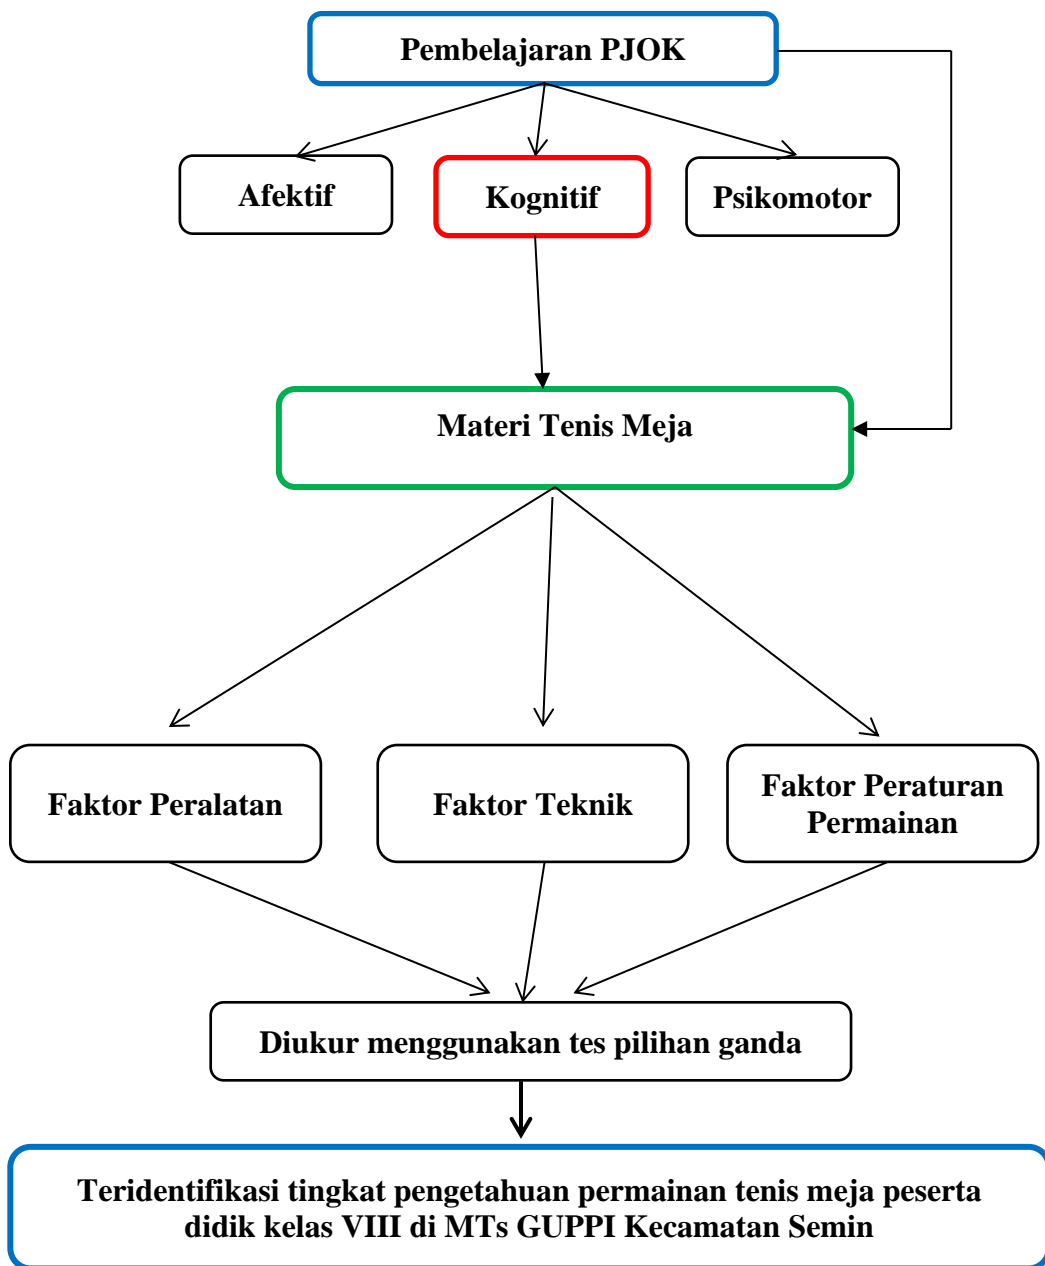 Pembelajaran PJOK
Afektif
Kognitif
Psikomotor
Materi Tenis Meja
Faktor Peralatan
Faktor Teknik
Faktor Peraturan
Permainan
Diukur menggunakan tes pilihan ganda
Teridentifikasi tingkat pengetahuan permainan tenis meja peserta
didik kelas VIII di MTs GUPPI Kecamatan Semin